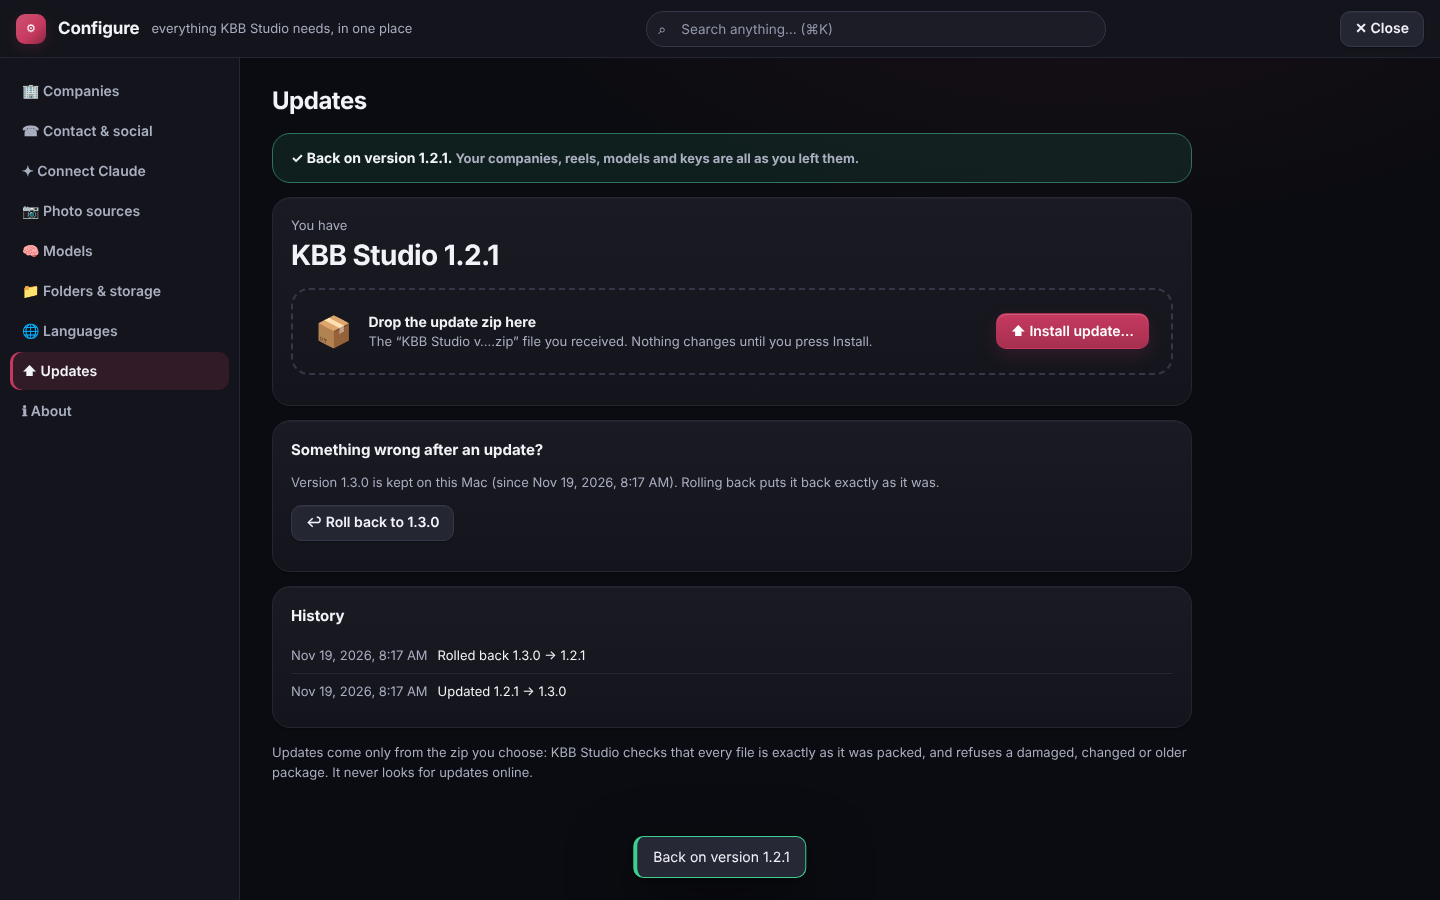 Configure everything KBB Studio needs, in one place
Search anything... (⌘K)
✕ Close
Companies
Contact & social
Connect Claude
Photo sources
Models
Folders & storage
Languages
Updates
About
Updates
✓ Back on version 1.2.1. Your companies, reels, models and keys are all as you left them.
You have
KBB Studio 1.2.1
Drop the update zip here
The “KBB Studio v....zip” file you received. Nothing changes until you press Install.
Install update...
Something wrong after an update?
Version 1.3.0 is kept on this Mac (since Nov 19, 2026, 8:17 AM). Rolling back puts it back exactly as it was.
↩ Roll back to 1.3.0
History
Nov 19, 2026, 8:17 AM Rolled back 1.3.0 → 1.2.1
Nov 19, 2026, 8:17 AM Updated 1.2.1 → 1.3.0
Updates come only from the zip you choose: KBB Studio checks that every file is exactly as it was packed, and refuses a damaged, changed or older
package. It never looks for updates online.
Back on version 1.2.1